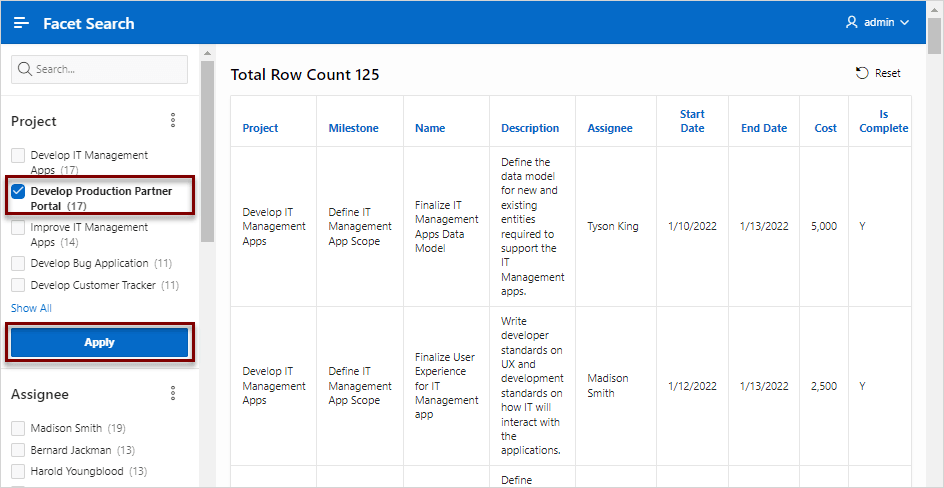 Facet Search
admin
Search...
Project
Develop IT Management
Apps (17)
Develop Production Partner
Portal (17)
Improve IT Management
Apps (14)
Develop Bug Application (11)
Develop Customer Tracker (11)
Show All
Apply
Assignee
Madison Smith (19)
Bernard Jackman (13)
Harold Youngblood (13)
Total Row Count 125
Reset
Project
Milestone
Name
Description
Assignee
Start
Date
End Date
Cost
Is
Complete
Develop IT
Management
Apps
Define IT
Management
App Scope
Finalize IT
Management
Apps Data
Model
Define the
data model
for new and
existing
entities
required to
support the
IT
Management
apps.
Tyson King
1/10/2022
1/13/2022
5,000
Y
Develop IT
Management
Apps
Define IT
Management
App Scope
Finalize User
Experience
for IT
Management
app
Write
developer
standards on
UX and
development
standards on
how IT will
interact with
the
applications.
Madison
Smith
1/12/2022
1/13/2022
2,500
Y
Define